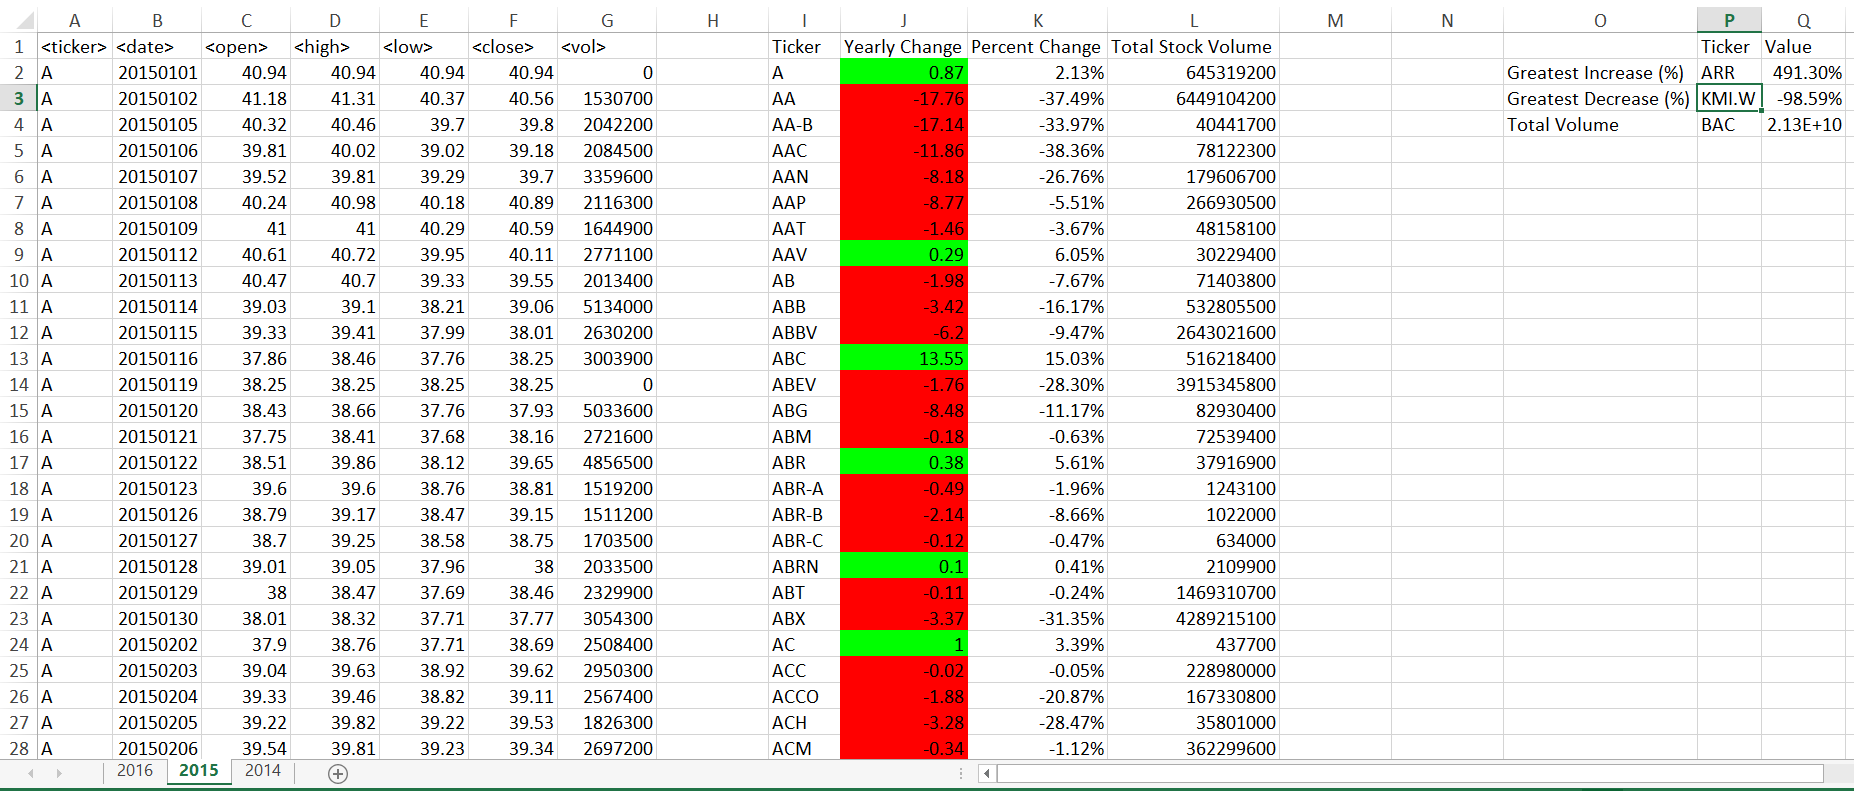 A B C D E F G H I J K L M N O P Q
1 <ticker> <date> <open> <high> <low> <close> <vol> Ticker Yearly Change Percent Change Total Stock Volume Ticker Value
2 A 20150101 40.94 40.94 40.94 40.94 0 A 0.87 2.13% 645319200 Greatest Increase (%) ARR 491.30%
3 A 20150102 41.18 41.31 40.37 40.56 1530700 AA -17.76 -37.49% 6449104200 Greatest Decrease (%) KMI.W -98.59%
4 A 20150105 40.32 40.46 39.7 39.8 2042200 AA-B -17.14 -33.97% 40441700 Total Volume BAC 2.13E+10
5 A 20150106 39.81 40.02 39.02 39.18 2084500 AAC -11.86 -38.36% 78122300
6 A 20150107 39.52 39.81 39.29 39.7 3359600 AAN -8.18 -26.76% 179606700
7 A 20150108 40.24 40.98 40.18 40.89 2116300 AAP -8.77 -5.51% 266930500
8 A 20150109 41 41 40.29 40.59 1644900 AAT -1.46 -3.67% 48158100
9 A 20150112 40.61 40.72 39.95 40.11 2771100 AAV 0.29 6.05% 30229400
10 A 20150113 40.47 40.7 39.33 39.55 2013400 AB -1.98 -7.67% 71403800
11 A 20150114 39.03 39.1 38.21 39.06 5134000 ABB -3.42 -16.17% 532805500
12 A 20150115 39.33 39.41 37.99 38.01 2630200 ABBV -6.2 -9.47% 2643021600
13 A 20150116 37.86 38.46 37.76 38.25 3003900 ABC 13.55 15.03% 516218400
14 A 20150119 38.25 38.25 38.25 38.25 0 ABEV -1.76 -28.30% 3915345800
15 A 20150120 38.43 38.66 37.76 37.93 5033600 ABG -8.48 -11.17% 82930400
16 A 20150121 37.75 38.41 37.68 38.16 2721600 ABM -0.18 -0.63% 72539400
17 A 20150122 38.51 39.86 38.12 39.65 4856500 ABR 0.38 5.61% 37916900
18 A 20150123 39.6 39.6 38.76 38.81 1519200 ABR-A -0.49 -1.96% 1243100
19 A 20150126 38.79 39.17 38.47 39.15 1511200 ABR-B -2.14 -8.66% 1022000
20 A 20150127 38.7 39.25 38.58 38.75 1703500 ABR-C -0.12 -0.47% 634000
21 A 20150128 39.01 39.05 37.96 38 2033500 ABRN 0.1 0.41% 2109900
22 A 20150129 38 38.47 37.69 38.46 2329900 ABT -0.11 -0.24% 1469310700
23 A 20150130 38.01 38.32 37.71 37.77 3054300 ABX -3.37 -31.35% 4289215100
24 A 20150202 37.9 38.76 37.71 38.69 2508400 AC 1 3.39% 437700
25 A 20150203 39.04 39.63 38.92 39.62 2950300 ACC -0.02 -0.05% 228980000
26 A 20150204 39.33 39.46 38.82 39.11 2567400 ACCO -1.88 -20.87% 167330800
27 A 20150205 39.22 39.82 39.22 39.53 1826300 ACH -3.28 -28.47% 35801000
28 A 20150206 39.54 39.81 39.23 39.34 2697200 ACM -0.34 -1.12% 362299600
2016 2015 2014